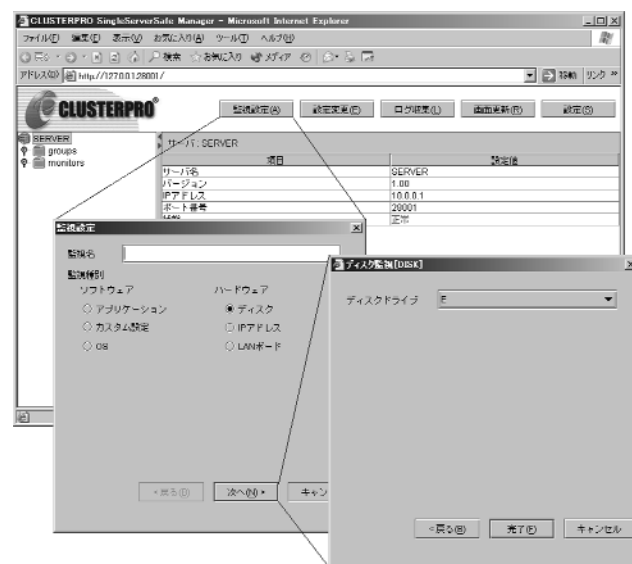 CLUSTERPRO SingleServerSafe Manager - Microsoft Internet Explorer
ファイル(F) 編集(E) 表示(V) お気に入り(A) ツール(T) ヘルプ(H)
戻る 検索 お気に入り メディア
アドレス(D) http://127.0.0.1:28001/ 移動 リンク »
CLUSTERPRO®
監視設定(A) 設定変更(E) ログ収集(L) 画面更新(R) 設定(S)
SERVER
groups
monitors
サーバ: SERVER
項目 設定値
サーバ名 SERVER
バージョン 1.00
IPアドレス 10.0.0.1
ポート番号 28001
正常
監視設定
監視名
監視種別
ソフトウェア ハードウェア
アプリケーション ディスク
カスタム設定 IPアドレス
OS LANボード
<戻る(D) 次へ(N)> キャン
ディスク監視[DISK]
ディスクドライブ E
<戻る(B) 完了(E) キャンセル